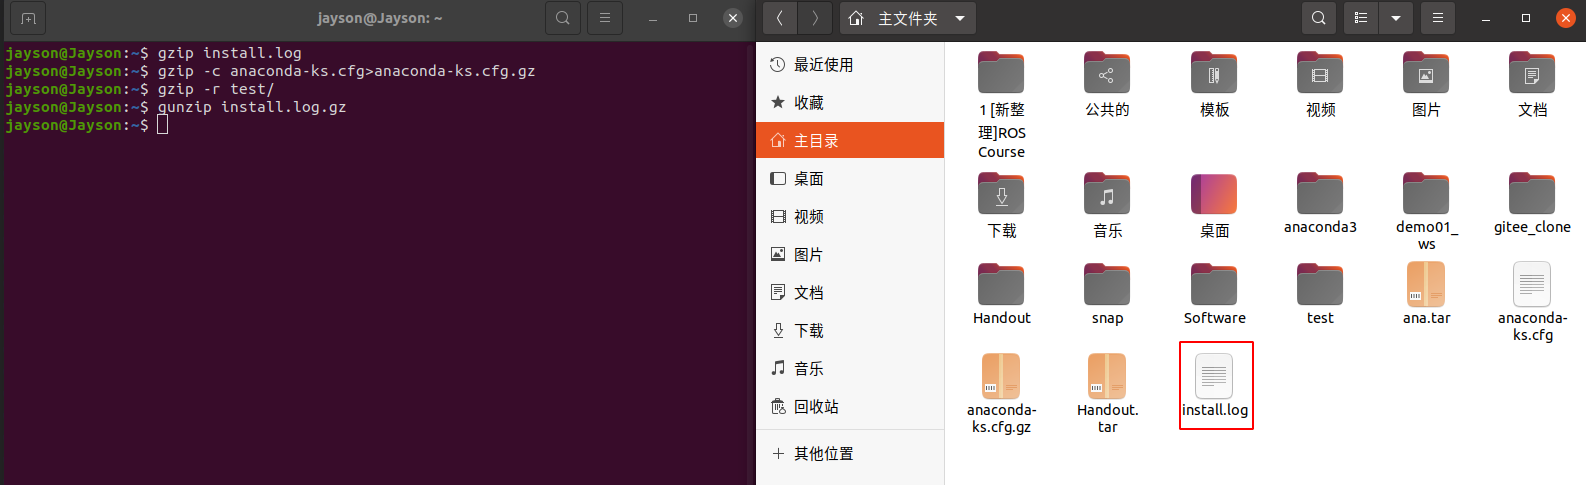 jayson@Jayson: ~
jayson@Jayson:~$ gzip install.log
jayson@Jayson:~$ gzip -c anaconda-ks.cfg>anaconda-ks.cfg.gz
jayson@Jayson:~$ gzip -r test/
jayson@Jayson:~$ gunzip install.log.gz
jayson@Jayson:~$
主文件夹
最近使用
收藏
主目录
桌面
视频
图片
文档
下载
音乐
回收站
其他位置
1 [新整
理]ROS
Course
公共的
模板
视频
图片
文档
下载
音乐
桌面
anaconda3
demo01_
ws
gitee_clone
Handout
snap
Software
test
ana.tar
anaconda-
ks.cfg
anaconda-
ks.cfg.gz
Handout.
tar
install.log